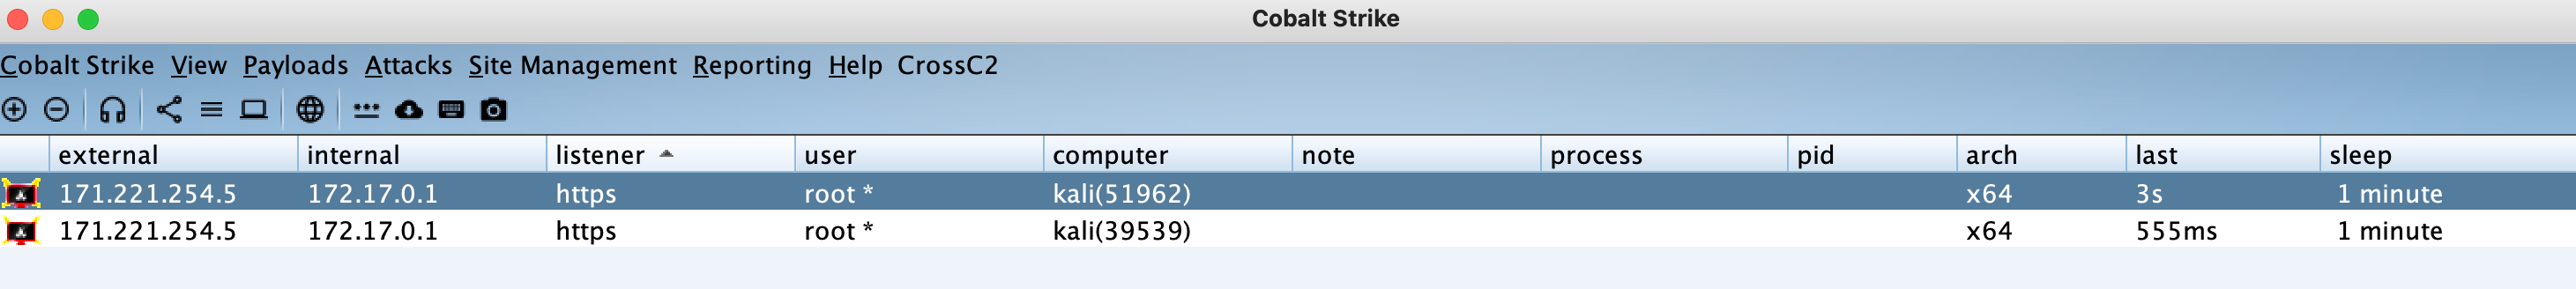 Cobalt Strike
Cobalt Strike View Payloads Attacks Site Management Reporting Help CrossC2
external internal listener user computer note process pid arch last sleep
171.221.254.5 172.17.0.1 https root * kali(51962) x64 3s 1 minute
171.221.254.5 172.17.0.1 https root * kali(39539) x64 555ms 1 minute